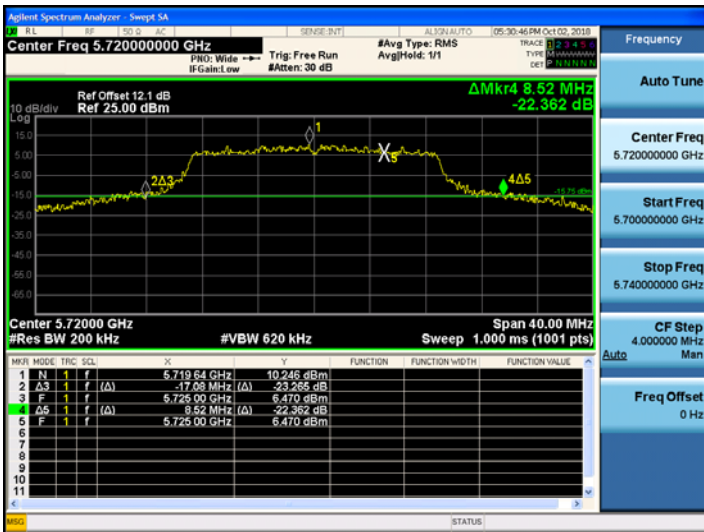 Agilent Spectrum Analyzer - Swept SA
RL RF 50 Ω AC SENSE:INT ALIGNAUTO 05:30:46 PM Oct 02, 2018
Center Freq 5.720000000 GHz
PNO: Wide
IFGain:Low
Trig: Free Run
#Atten: 30 dB
#Avg Type: RMS
Avg|Hold: 1/1
TRACE 1 2 3 4 5 6
TYPE M
DET P N N N N N
ΔMkr4 8.52 MHz
-22.362 dB
Ref Offset 12.1 dB
Ref 25.00 dBm
10 dB/div
Log
15.0
5.00
-5.00
-15.0
-25.0
-35.0
-45.0
-55.0
-65.0
1
2Δ3
5
4Δ5
-15.75 dBm
Center 5.72000 GHz
#Res BW 200 kHz
#VBW 620 kHz
Span 40.00 MHz
Sweep 1.000 ms (1001 pts)
MKR MODE TRC SCL X Y FUNCTION FUNCTION WIDTH FUNCTION VALUE
1 N 1 f 5.719 64 GHz 10.246 dBm
2 Δ3 1 f (Δ) -17.08 MHz (Δ) -23.265 dB
3 F 1 f 5.725 00 GHz 6.470 dBm
4 Δ5 1 f (Δ) 8.52 MHz (Δ) -22.362 dB
5 F 1 f 5.725 00 GHz 6.470 dBm
6
7
8
9
10
11
MSG
STATUS
Frequency
Auto Tune
Center Freq
5.720000000 GHz
Start Freq
5.700000000 GHz
Stop Freq
5.740000000 GHz
CF Step
4.000000 MHz
Auto Man
Freq Offset
0 Hz